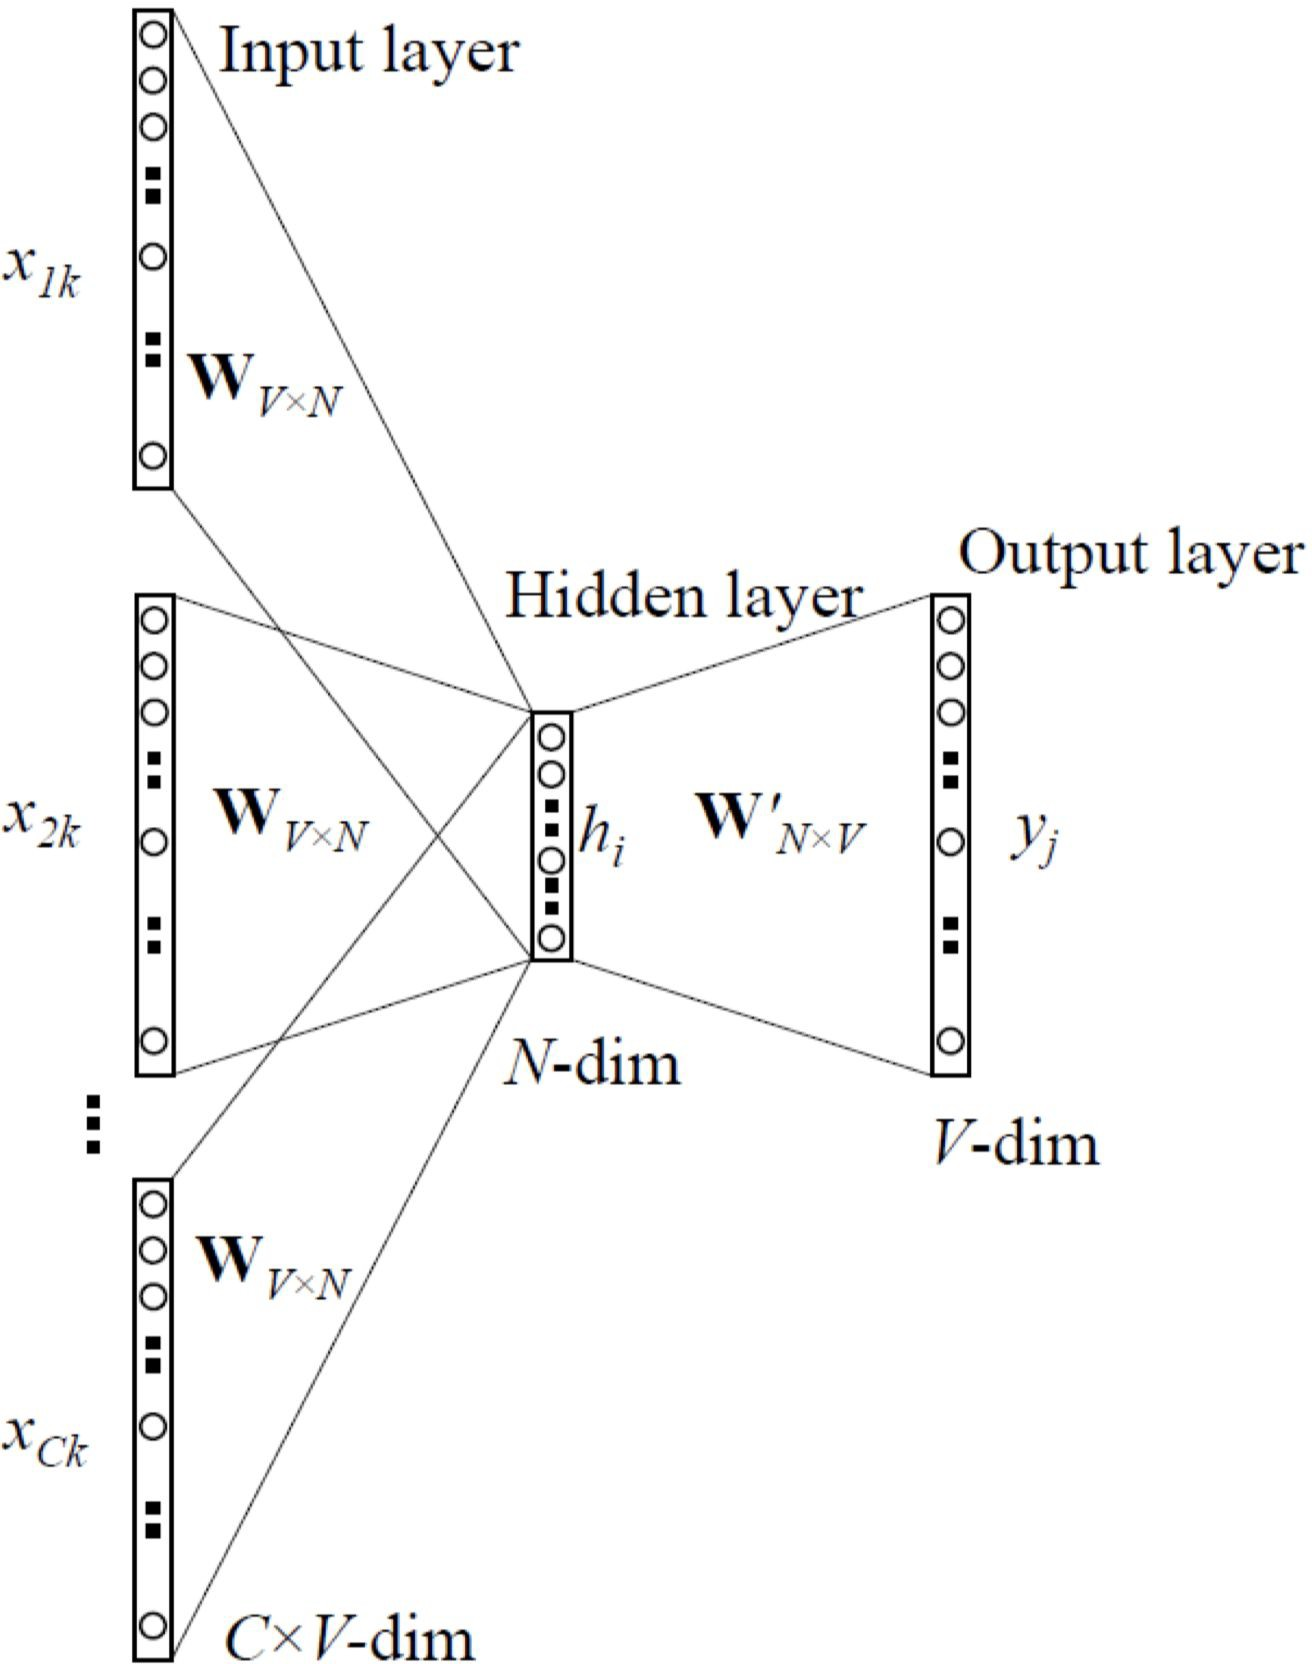 Input layer
x1k
WV×N
Output layer
Hidden layer
x2k
WV×N
hi
W'N×V
yj
N-dim
V-dim
WV×N
xCk
C×V-dim